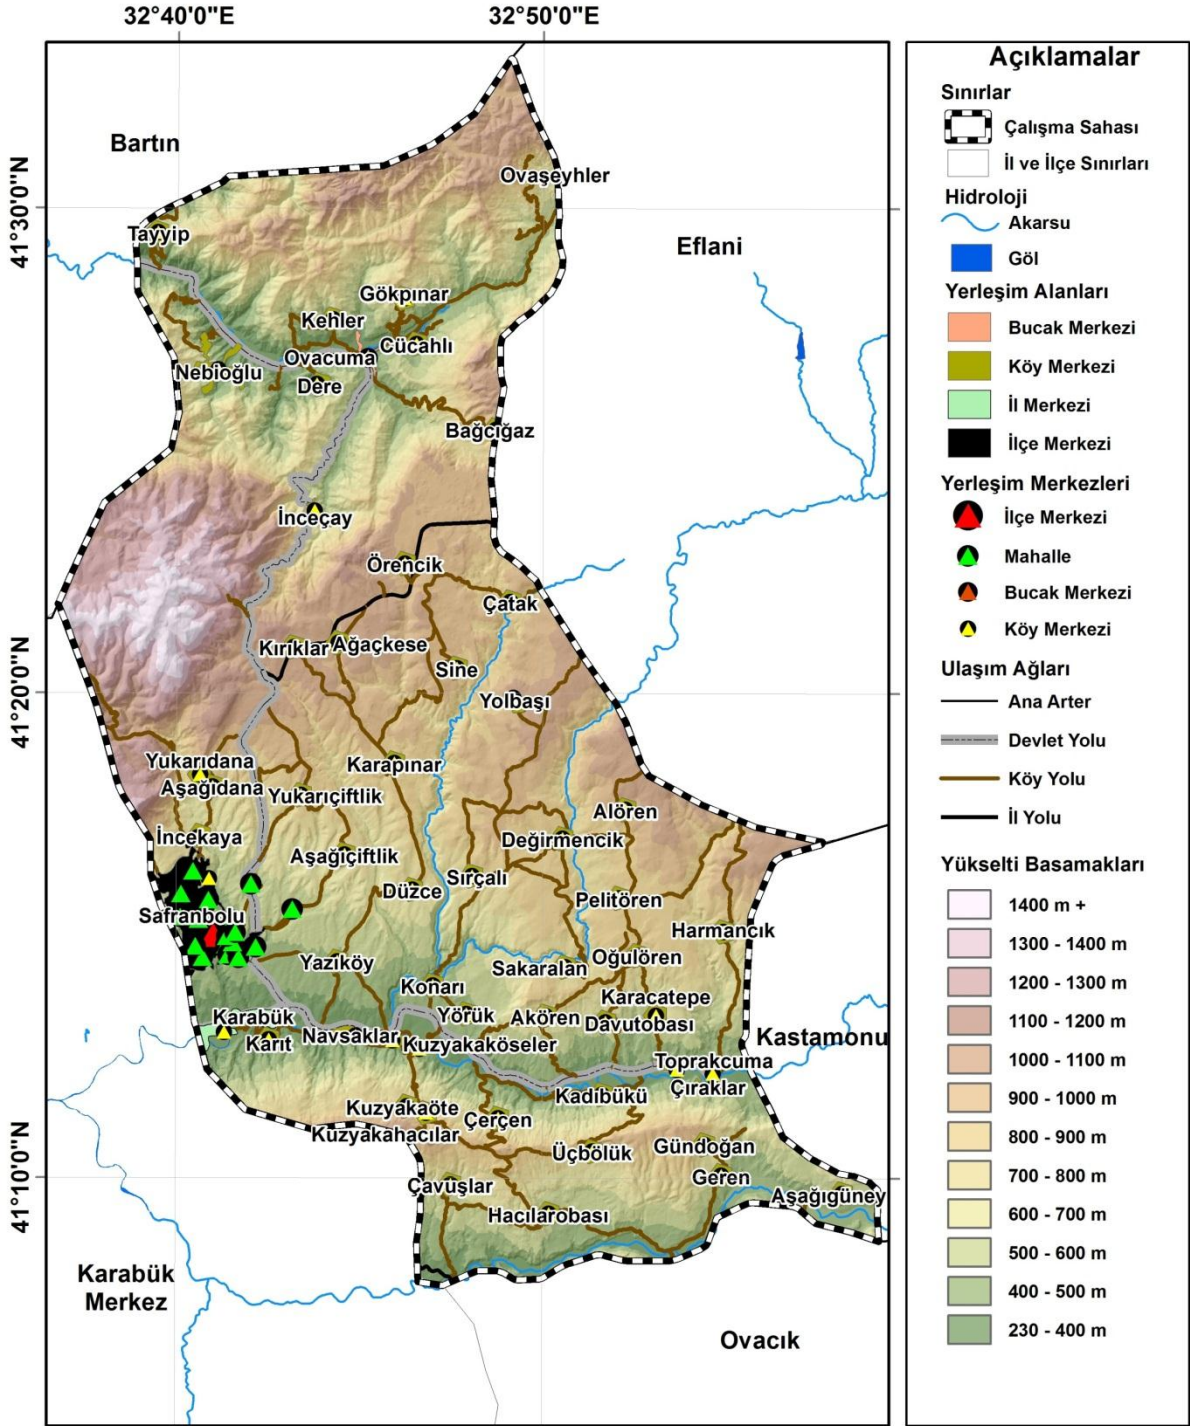 32°40'0"E
32°50'0"E
41°30'0"N
41°20'0"N
41°10'0"N
Bartın
Ovaşeyhler
Tayyip
Eflani
Gökpınar
Kehler
Cücahlı
Ovacuma
Nebioğlu
Dere
Bağcığaz
İnceçay
Örencik
Çatak
Kırıklar
Ağaçkese
Sine
Yolbaşı
Yukarıdana
Aşağıdana
Karapınar
Yukarıçiftlik
Alören
İncekaya
Aşağıçiftlik
Değirmencik
Sırçalı
Düzce
Pelitören
Safranbolu
Harmancık
Yazıköy
Sakaralan
Oğulören
Konarı
Karacatepe
Karabük
Yörük
Akören
Davutobası
Karıt
Navsaklar
Kuzyakaköseler
Kastamonu
Toprakcuma
Çıraklar
Kadıbükü
Kuzyakaöte
Çerçen
Kuzyakahacılar
Üçbölük
Gündoğan
Çavuşlar
Geren
Aşağıgüney
Hacılarobası
Karabük
Merkez
Ovacık
Açıklamalar
Sınırlar
Çalışma Sahası
İl ve İlçe Sınırları
Hidroloji
Akarsu
Göl
Yerleşim Alanları
Bucak Merkezi
Köy Merkezi
İl Merkezi
İlçe Merkezi
Yerleşim Merkezleri
İlçe Merkezi
Mahalle
Bucak Merkezi
Köy Merkezi
Ulaşım Ağları
Ana Arter
Devlet Yolu
Köy Yolu
İl Yolu
Yükselti Basamakları
1400 m +
1300 - 1400 m
1200 - 1300 m
1100 - 1200 m
1000 - 1100 m
900 - 1000 m
800 - 900 m
700 - 800 m
600 - 700 m
500 - 600 m
400 - 500 m
230 - 400 m